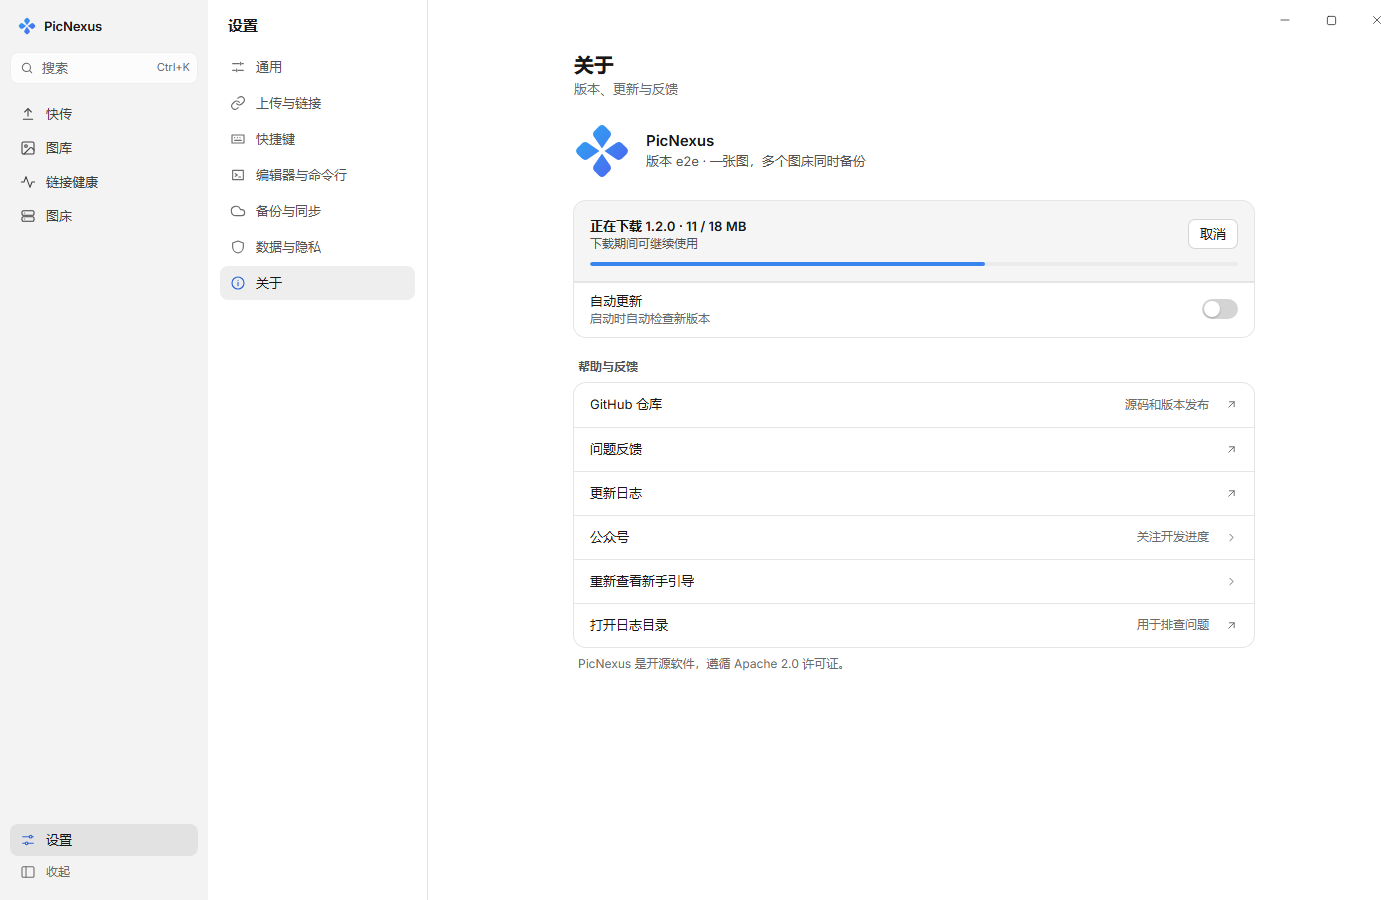 PicNexus
搜索 Ctrl+K
快传
图库
链接健康
图床
设置
收起
设置
通用
上传与链接
快捷键
编辑器与命令行
备份与同步
数据与隐私
关于
关于
版本、更新与反馈
PicNexus
版本 e2e · 一张图，多个图床同时备份
正在下载 1.2.0 · 11 / 18 MB
下载期间可继续使用
取消
自动更新
启动时自动检查新版本
帮助与反馈
GitHub 仓库 源码和版本发布
问题反馈
更新日志
公众号 关注开发进度
重新查看新手引导
打开日志目录 用于排查问题
PicNexus 是开源软件，遵循 Apache 2.0 许可证。